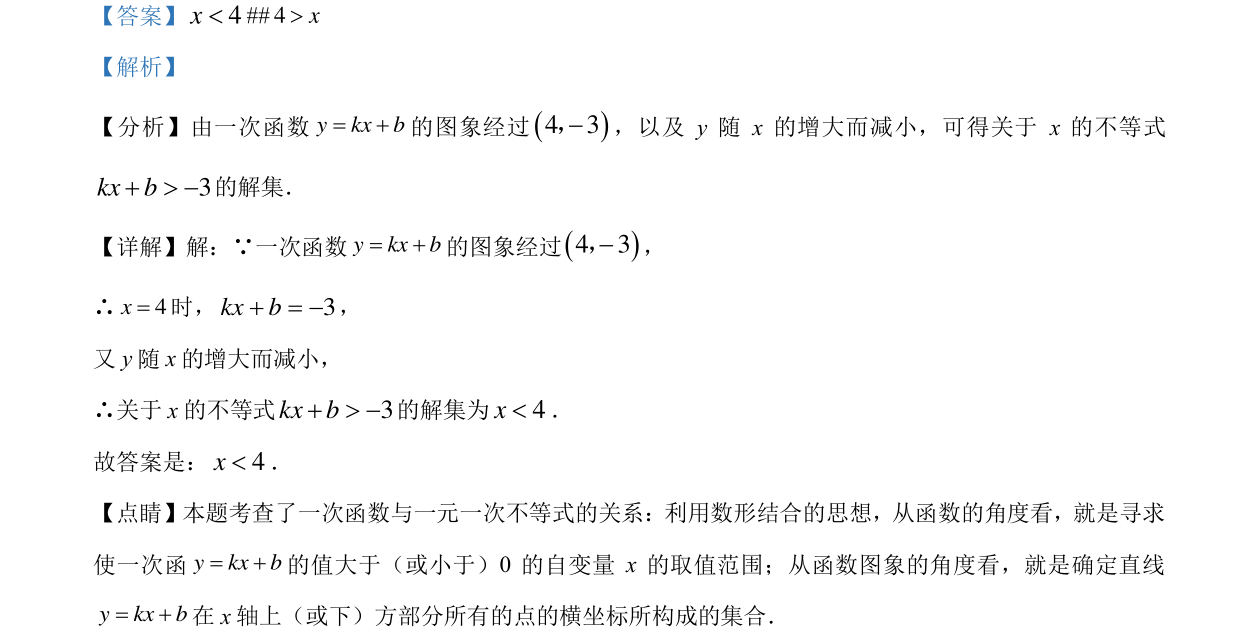 【答案】x<4##4>x
【解析】
【分析】由一次函数 y=kx+b 的图象经过(4,-3)，以及 y 随 x 的增大而减小，可得关于 x 的不等式
kx+b>-3的解集．
【详解】解：∵一次函数 y=kx+b 的图象经过(4,-3)，
∴ x=4时，kx+b=-3，
又 y 随 x 的增大而减小，
∴关于 x 的不等式kx+b>-3的解集为x<4．
故答案是：x<4．
【点睛】本题考查了一次函数与一元一次不等式的关系：利用数形结合的思想，从函数的角度看，就是寻求
使一次函 y=kx+b 的值大于（或小于）0 的自变量 x 的取值范围；从函数图象的角度看，就是确定直线
y=kx+b 在 x 轴上（或下）方部分所有的点的横坐标所构成的集合．